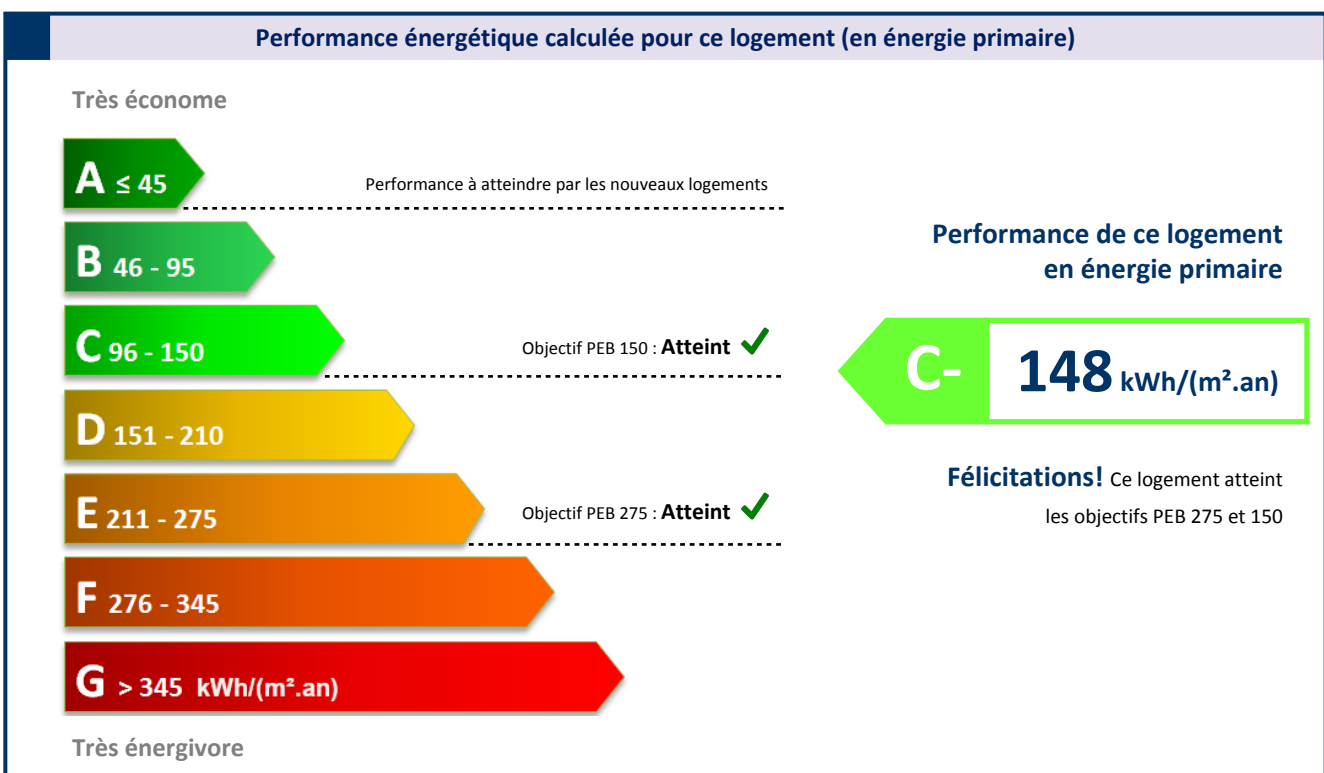 Performance énergétique calculée pour ce logement (en énergie primaire)
Très économe
A ≤ 45
Performance à atteindre par les nouveaux logements
B 46 - 95
C 96 - 150
Objectif PEB 150 : Atteint
D 151 - 210
E 211 - 275
Objectif PEB 275 : Atteint
F 276 - 345
G > 345 kWh/(m².an)
Très énergivore
Performance de ce logement
en énergie primaire
C- 148 kWh/(m².an)
Félicitations! Ce logement atteint
les objectifs PEB 275 et 150